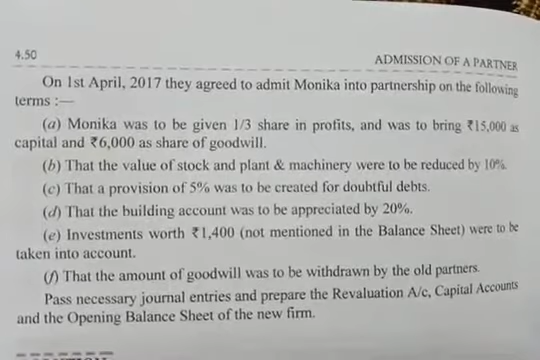 4.50
ADMISSION OF A PARTNER
On 1st April, 2017 they agreed to admit Monika into partnership on the following
terms :—
(a) Monika was to be given 1/3 share in profits, and was to bring ₹15,000 as
capital and ₹6,000 as share of goodwill.
(b) That the value of stock and plant & machinery were to be reduced by 10%.
(c) That a provision of 5% was to be created for doubtful debts.
(d) That the building account was to be appreciated by 20%.
(e) Investments worth ₹1,400 (not mentioned in the Balance Sheet) were to be
taken into account.
(f) That the amount of goodwill was to be withdrawn by the old partners.
Pass necessary journal entries and prepare the Revaluation A/c, Capital Accounts
and the Opening Balance Sheet of the new firm.